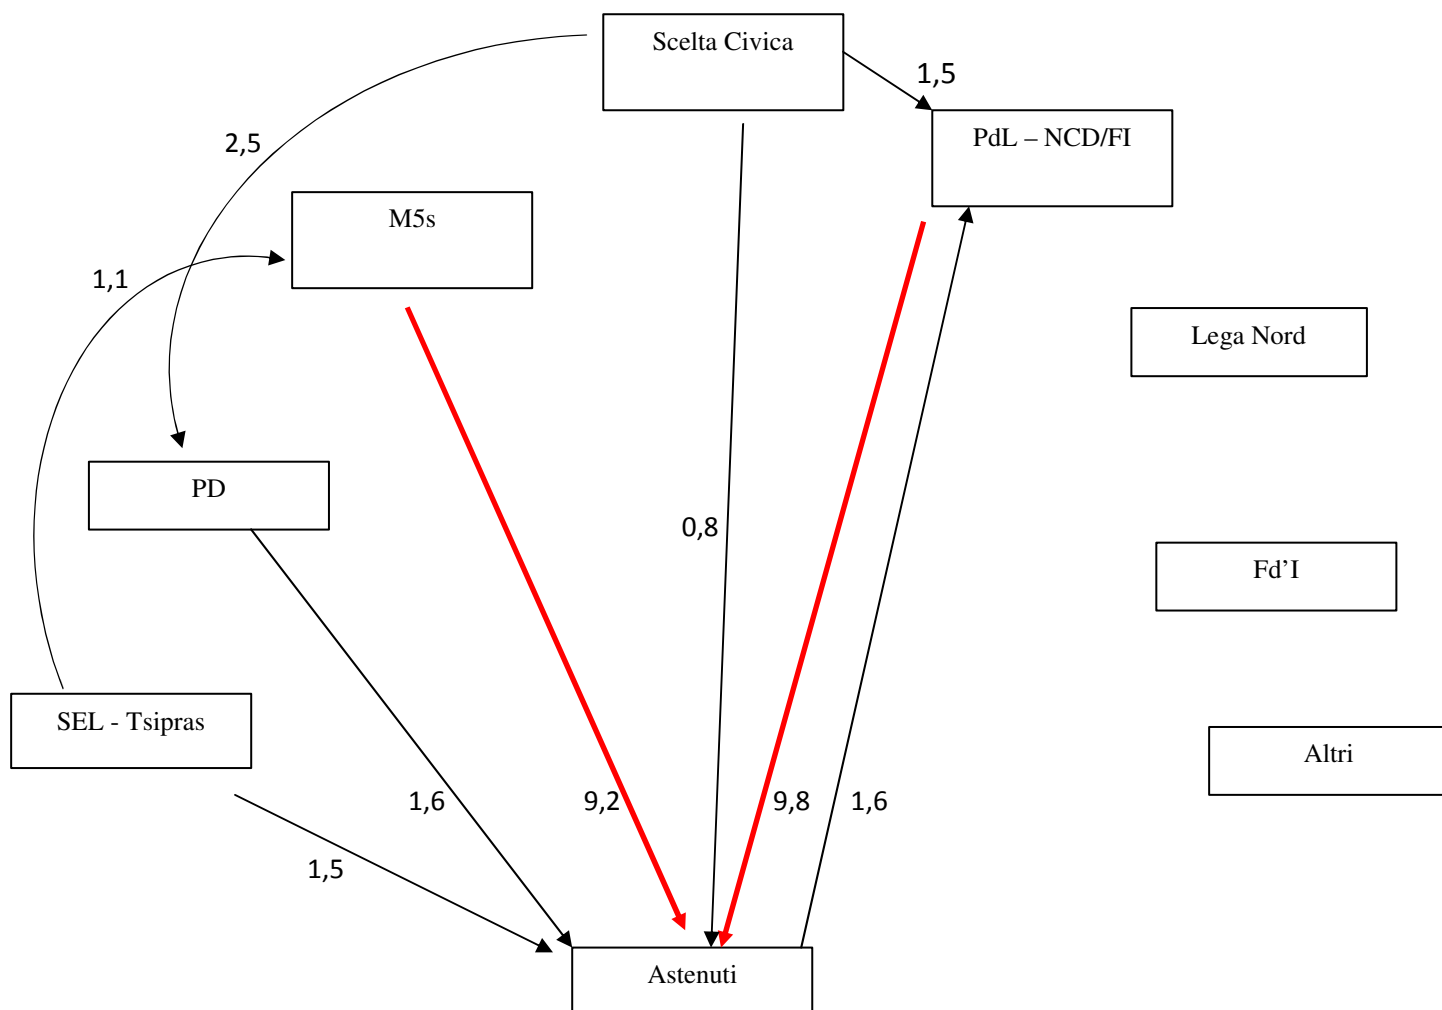 Scelta Civica
1,5
PdL – NCD/FI
2,5
M5s
1,1
Lega Nord
PD
0,8
Fd’I
SEL - Tsipras
Altri
1,6
9,2
9,8
1,6
1,5
Astenuti